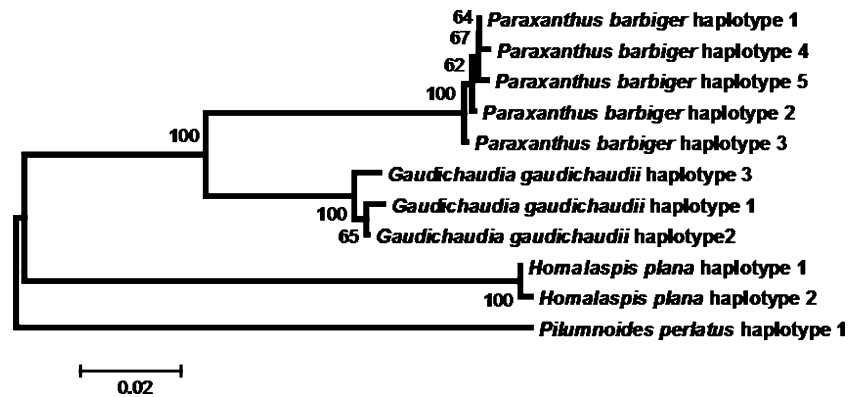 64 Paraxanthus barbiger haplotype 1
67 Paraxanthus barbiger haplotype 4
62 Paraxanthus barbiger haplotype 5
100 Paraxanthus barbiger haplotype 2
100 Paraxanthus barbiger haplotype 3
Gaudichaudia gaudichaudii haplotype 3
100 Gaudichaudia gaudichaudii haplotype 1
65 Gaudichaudia gaudichaudii haplotype2
Homalaspis plana haplotype 1
100 Homalaspis plana haplotype 2
Pilumnoides perlatus haplotype 1
0.02